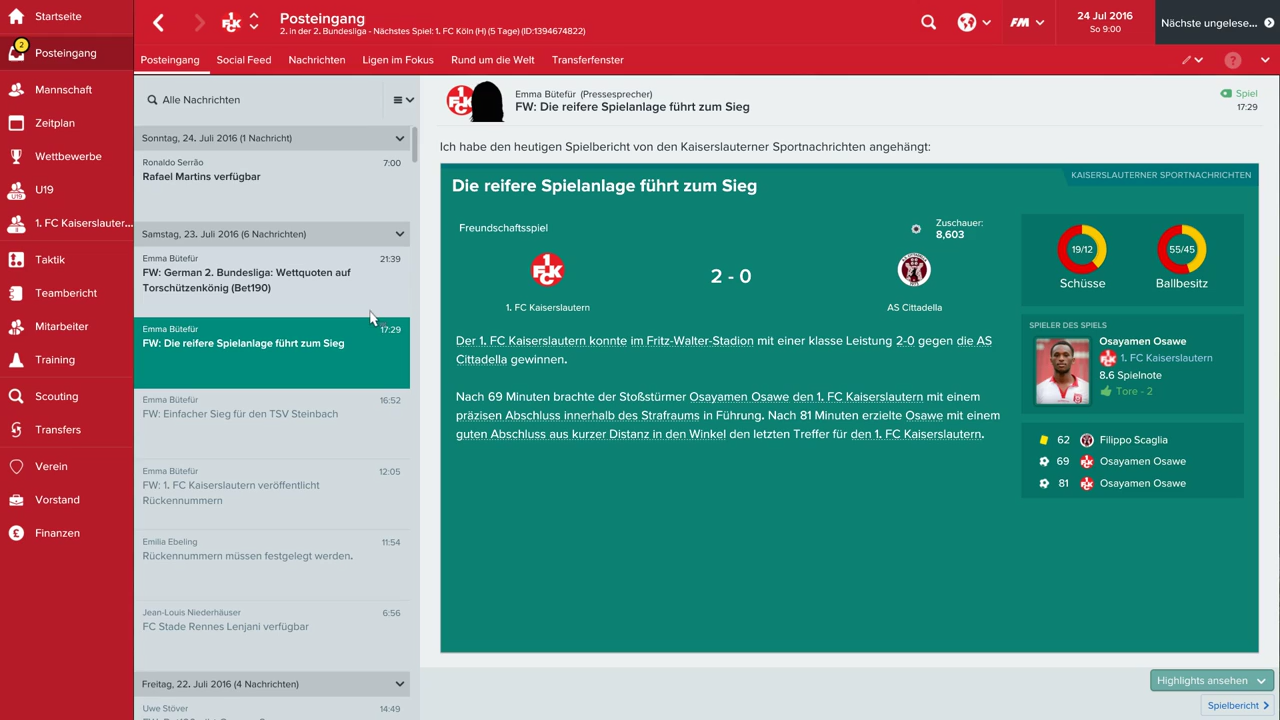 Startseite
2
Posteingang
Mannschaft
Zeitplan
Wettbewerbe
U19
1. FC Kaiserslauter...
Taktik
Teambericht
Mitarbeiter
Training
Scouting
Transfers
Verein
Vorstand
Finanzen
Posteingang
2. in der 2. Bundesliga - Nächstes Spiel: 1. FC Köln (H) (5 Tage) (ID:1394674822)
FM
24 Jul 2016
So 9:00
Nächste ungelese...
Posteingang
Social Feed
Nachrichten
Ligen im Fokus
Rund um die Welt
Transferfenster
Alle Nachrichten
Sonntag, 24. Juli 2016 (1 Nachricht)
Ronaldo Serrão 7:00
Rafael Martins verfügbar
Samstag, 23. Juli 2016 (6 Nachrichten)
Emma Bütefür 21:39
FW: German 2. Bundesliga: Wettquoten auf
Torschützenkönig (Bet190)
Emma Bütefür 17:29
FW: Die reifere Spielanlage führt zum Sieg
Emma Bütefür 16:52
FW: Einfacher Sieg für den TSV Steinbach
Emma Bütefür 12:05
FW: 1. FC Kaiserslautern veröffentlicht
Rückennummern
Emilia Ebeling 11:54
Rückennummern müssen festgelegt werden.
Jean-Louis Niederhäuser 6:56
FC Stade Rennes Lenjani verfügbar
Freitag, 22. Juli 2016 (4 Nachrichten)
Uwe Stöver 14:49
Emma Bütefür (Pressesprecher)
FW: Die reifere Spielanlage führt zum Sieg
Spiel
17:29
Ich habe den heutigen Spielbericht von den Kaiserslauterner Sportnachrichten angehängt:
Die reifere Spielanlage führt zum Sieg
KAISERSLAUTERNER SPORTNACHRICHTEN
Freundschaftsspiel
Zuschauer:
8,603
2 - 0
1. FC Kaiserslautern
AS Cittadella
Der 1. FC Kaiserslautern konnte im Fritz-Walter-Stadion mit einer klasse Leistung 2-0 gegen die AS
Cittadella gewinnen.
Nach 69 Minuten brachte der Stoßstürmer Osayamen Osawe den 1. FC Kaiserslautern mit einem
präzisen Abschluss innerhalb des Strafraums in Führung. Nach 81 Minuten erzielte Osawe mit einem
guten Abschluss aus kurzer Distanz in den Winkel den letzten Treffer für den 1. FC Kaiserslautern.
19/12
55/45
Schüsse
Ballbesitz
SPIELER DES SPIELS
Osayamen Osawe
1. FC Kaiserslautern
8.6 Spielnote
Tore - 2
62 Filippo Scaglia
69 Osayamen Osawe
81 Osayamen Osawe
Highlights ansehen
Spielbericht